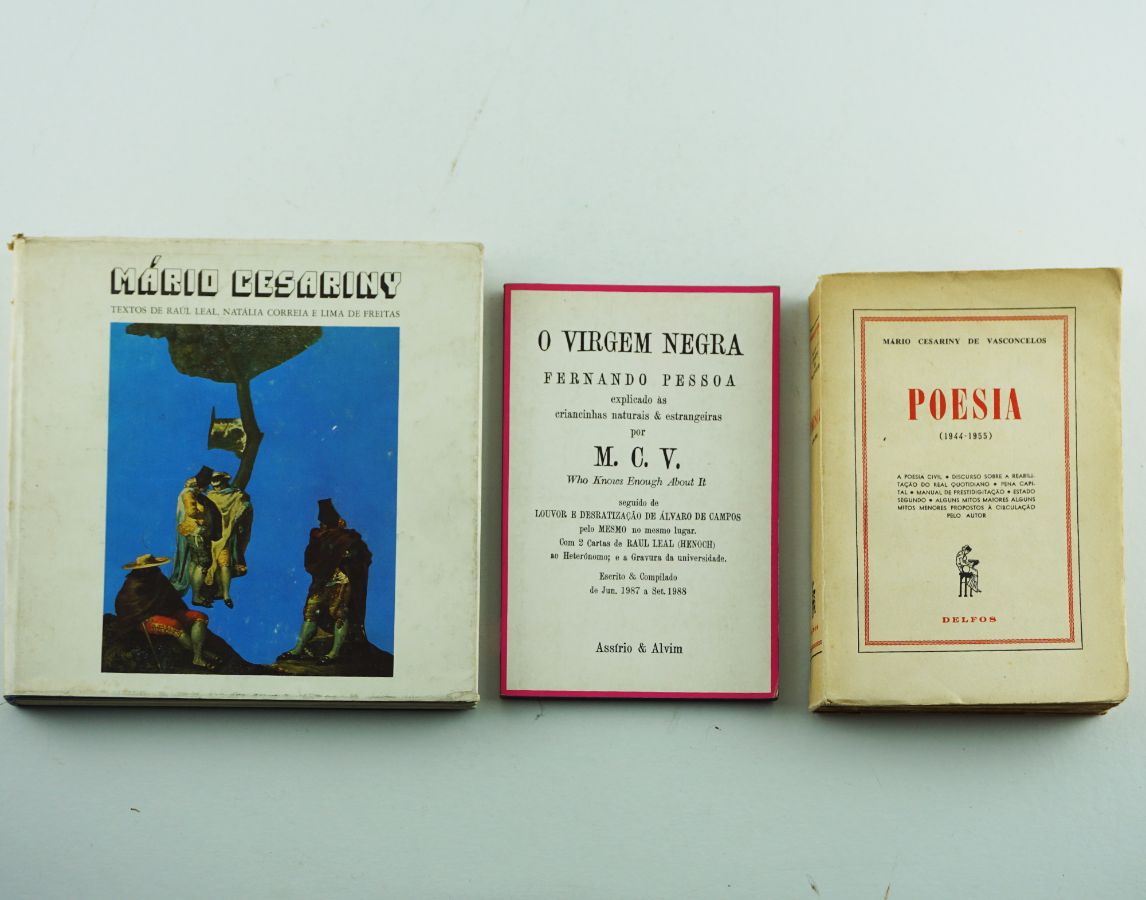 MÁRIO CESARINY
TEXTOS DE RAÚL LEAL, NATÁLIA CORREIA E LIMA DE FREITAS
O VIRGEM NEGRA
FERNANDO PESSOA
explicado às
criancinhas naturais & estrangeiras
por
M. C. V.
Who Knows Enough About It
seguido de
LOUVOR E DESRATIZAÇÃO DE ÁLVARO DE CAMPOS
pelo MESMO no mesmo lugar.
Com 2 Cartas de RAUL LEAL (HENOCH)
ao Heterónomo; e a Gravura da universidade.
Escrito & Compilado
de Jun. 1987 a Set. 1988
Assírio & Alvim
MÁRIO CESARINY DE VASCONCELOS
POESIA
(1944-1955)
A POESIA CIVIL • DISCURSO SOBRE A REABILI-
TAÇÃO DO REAL QUOTIDIANO • PENA CAPI-
TAL • MANUAL DE PRESTIDIGITAÇÃO • ESTADO
SEGUNDO • ALGUNS MITOS MAIORES ALGUNS
MITOS MENORES PROPOSTOS À CIRCULAÇÃO
PELO AUTOR
DELFOS